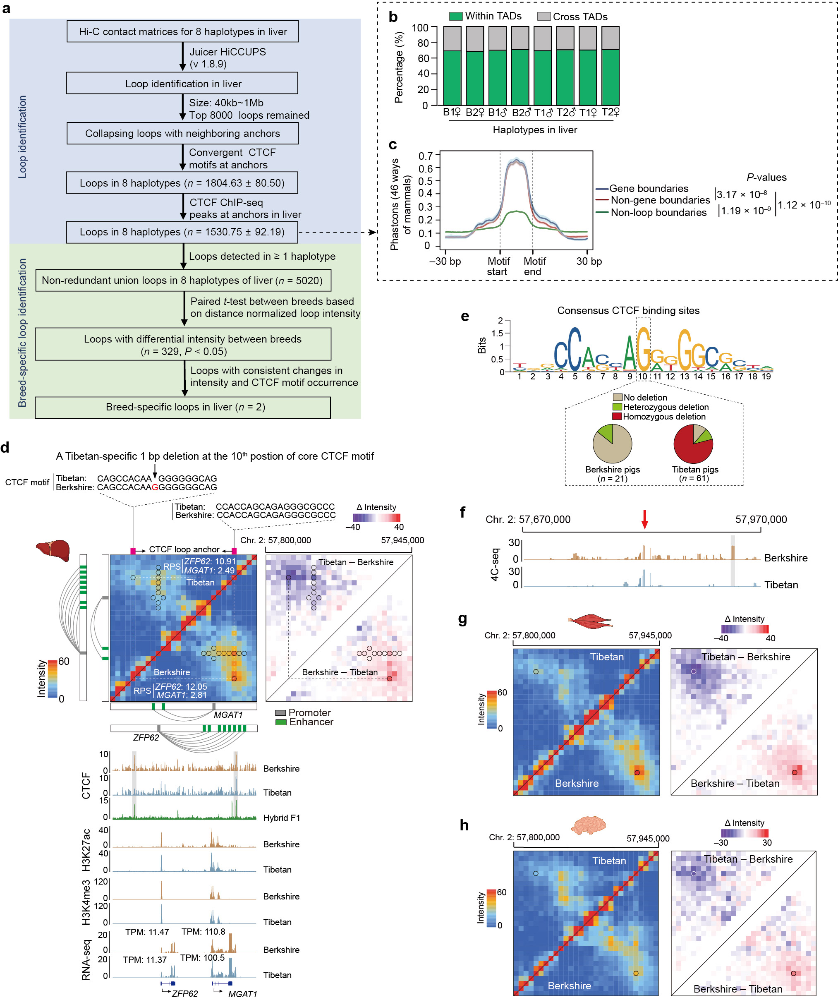 a
Loop identification
Hi-C contact matrices for 8 haplotypes in liver
Juicer HiCCUPS
(v 1.8.9)
Loop identification in liver
Size: 40kb~1Mb
Top 8000 loops remained
Collapsing loops with neighboring anchors
Convergent CTCF
motifs at anchors
Loops in 8 haplotypes (n = 1804.63 ± 80.50)
CTCF ChIP-seq
peaks at anchors in liver
Loops in 8 haplotypes (n = 1530.75 ± 92.19)
Breed-specific loop identification
Loops detected in ≥ 1 haplotype
Non-redundant union loops in 8 haplotypes of liver (n = 5020)
Paired t-test between breeds based
on distance normalized loop intensity
Loops with differential intensity between breeds
(n = 329, P < 0.05)
Loops with consistent changes in
intensity and CTCF motif occurrence
Breed-specific loops in liver (n = 2)
b
Within TADs
Cross TADs
Percentage (%)
100
80
60
40
20
0
B1♀ B2♀ B1♂ B2♂ T1♂ T2♂ T1♀ T2♀
Haplotypes in liver
c
Phastcons (46 ways
of mammals)
0.7
0.6
0.5
0.4
0.3
0.2
0.1
0
–30 bp
Motif
start
Motif
end
30 bp
P-values
Gene boundaries
Non-gene boundaries
Non-loop boundaries
3.17 × 10–8
1.19 × 10–9
1.12 × 10–10
d
A Tibetan-specific 1 bp deletion at the 10th postion of core CTCF motif
CTCF motif
Tibetan: CAGCCACAA GGGGGGCAG
Berkshire: CAGCCACAAGGGGGGGCAG
Tibetan: CCACCAGCAGAGGGCGCCC
Berkshire: CCACCAGCAGAGGGCGCCC
Δ Intensity
–40 40
Chr. 2: 57,800,000 57,945,000
CTCF loop anchor
RPS
ZFP62: 10.91
MGAT1: 2.49
Tibetan
Berkshire
RPS
ZFP62: 12.05
MGAT1: 2.81
Tibetan – Berkshire
Berkshire – Tibetan
Intensity
60
0
MGAT1
ZFP62
Promoter
Enhancer
CTCF
10
0
Berkshire
10
0
Tibetan
15
0
Hybrid F1
H3K27ac
40
0
Berkshire
40
0
Tibetan
H3K4me3
120
0
Berkshire
120
0
Tibetan
RNA-seq
TPM: 11.47 TPM: 110.8
20
0
Berkshire
TPM: 11.37 TPM: 100.5
20
0
Tibetan
ZFP62 MGAT1
e
Consensus CTCF binding sites
Bits
2
1.5
1
0.5
0
1 2 3 4 5 6 7 8 9 10 11 12 13 14 15 16 17 18 19
No deletion
Heterozygous deletion
Homozygous deletion
Berkshire pigs
(n = 21)
Tibetan pigs
(n = 61)
f
Chr. 2: 57,670,000 57,970,000
4C-seq
30
0
Berkshire
30
0
Tibetan
g
Chr. 2: 57,800,000 57,945,000
Δ Intensity
–40 40
Tibetan
Berkshire
Intensity
60
0
Tibetan – Berkshire
Berkshire – Tibetan
h
Chr. 2: 57,800,000 57,945,000
Δ Intensity
–30 30
Tibetan
Berkshire
Intensity
60
0
Tibetan – Berkshire
Berkshire – Tibetan